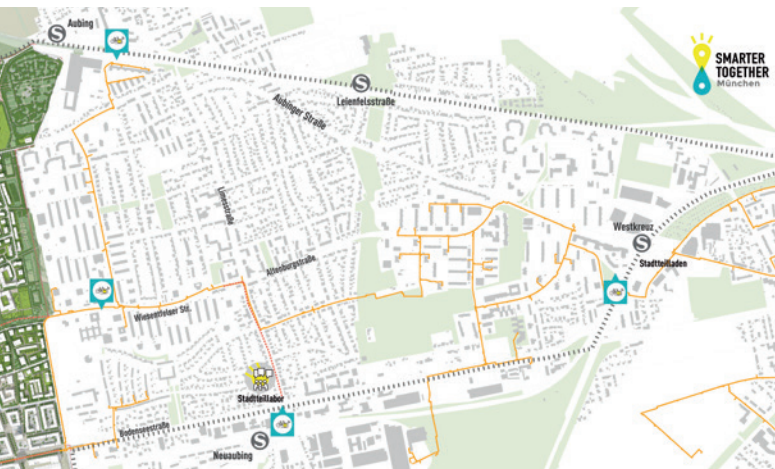 Aubing
S
SMARTER
TOGETHER
München
S
Leienfelsstraße
Aubinger Straße
Limesstraße
Westkreuz
S
Stadtteilladen
Altenburgstraße
Wiesentfelser Str.
Stadtteillabor
Bodenseestraße
S
Neuaubing